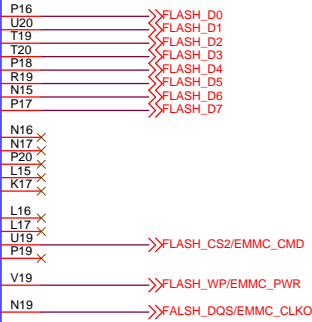 P16 FLASH_D0
U20 FLASH_D1
T19 FLASH_D2
T20 FLASH_D3
P18 FLASH_D4
R19 FLASH_D5
N15 FLASH_D6
P17 FLASH_D7
N16
N17
P20
L15
K17
L16
L17
U19 FLASH_CS2/EMMC_CMD
P19
V19 FLASH_WP/EMMC_PWR
N19 FALSH_DQS/EMMC_CLKO